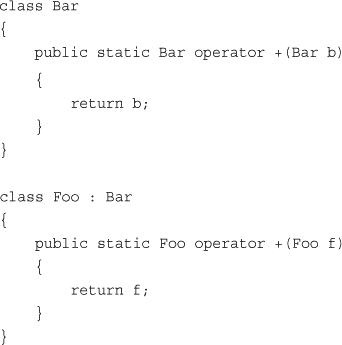 class Bar
{
    public static Bar operator +(Bar b)
    {
        return b;
    }
}

class Foo : Bar
{
    public static Foo operator +(Foo f)
    {
        return f;
    }
}